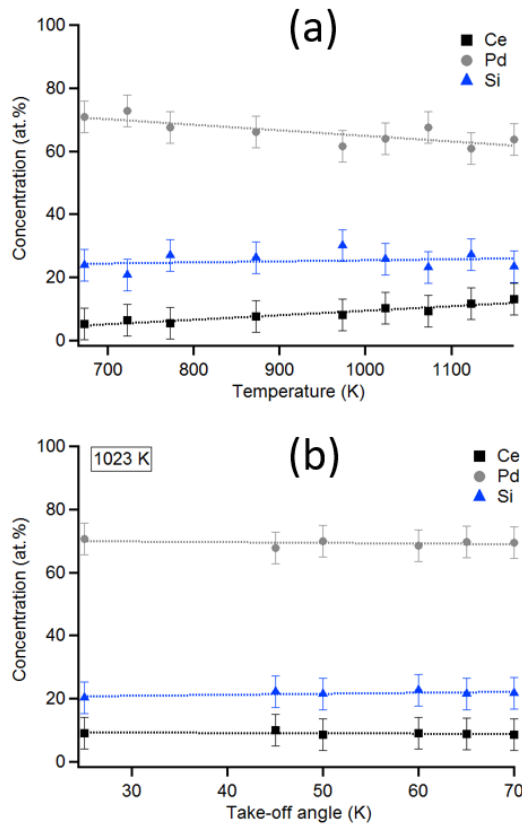 (a)
Ce
Pd
Si
100
80
60
40
20
0
Concentration (at.%)
700
800
900
1000
1100
Temperature (K)
1023 K
(b)
Ce
Pd
Si
100
80
60
40
20
0
Concentration (at.%)
30
40
50
60
70
Take-off angle (K)